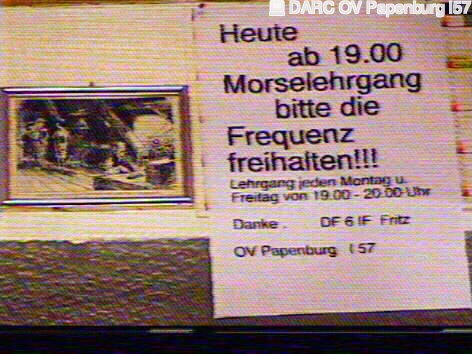 DARC OV Papenburg I57
Heute
ab 19.00
Morselehrgang
bitte die
Frequenz
freihalten!!!
Lehrgang jeden Montag u.
Freitag von 19.00 - 20.00 Uhr
Danke . DF 6 IF Fritz
OV Papenburg I 57